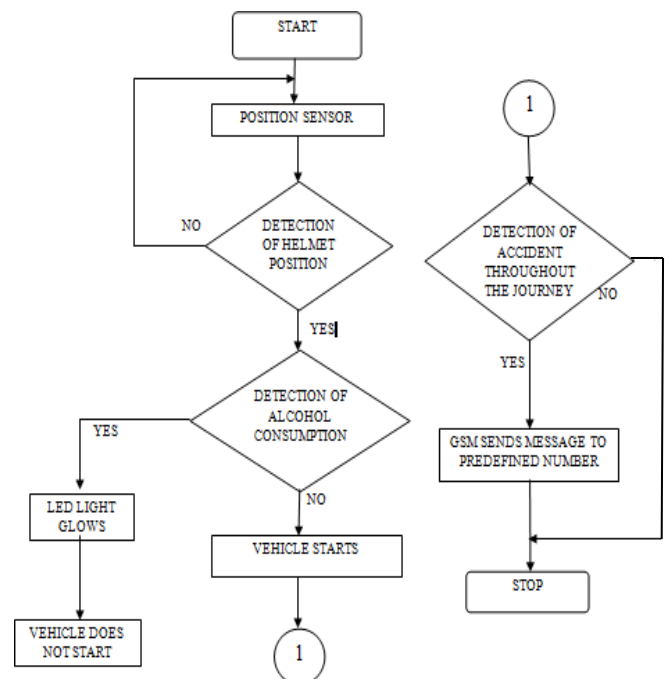 START
POSITION SENSOR
NO
DETECTION
OF HELMET
POSITION
YES
DETECTION OF
ALCOHOL
CONSUMPTION
YES
NO
LED LIGHT
GLOWS
VEHICLE STARTS
VEHICLE DOES
NOT START
1
1
DETECTION OF
ACCIDENT
THROUGHOUT
THE JOURNEY
NO
YES
GSM SENDS MESSAGE TO
PREDEFINED NUMBER
STOP